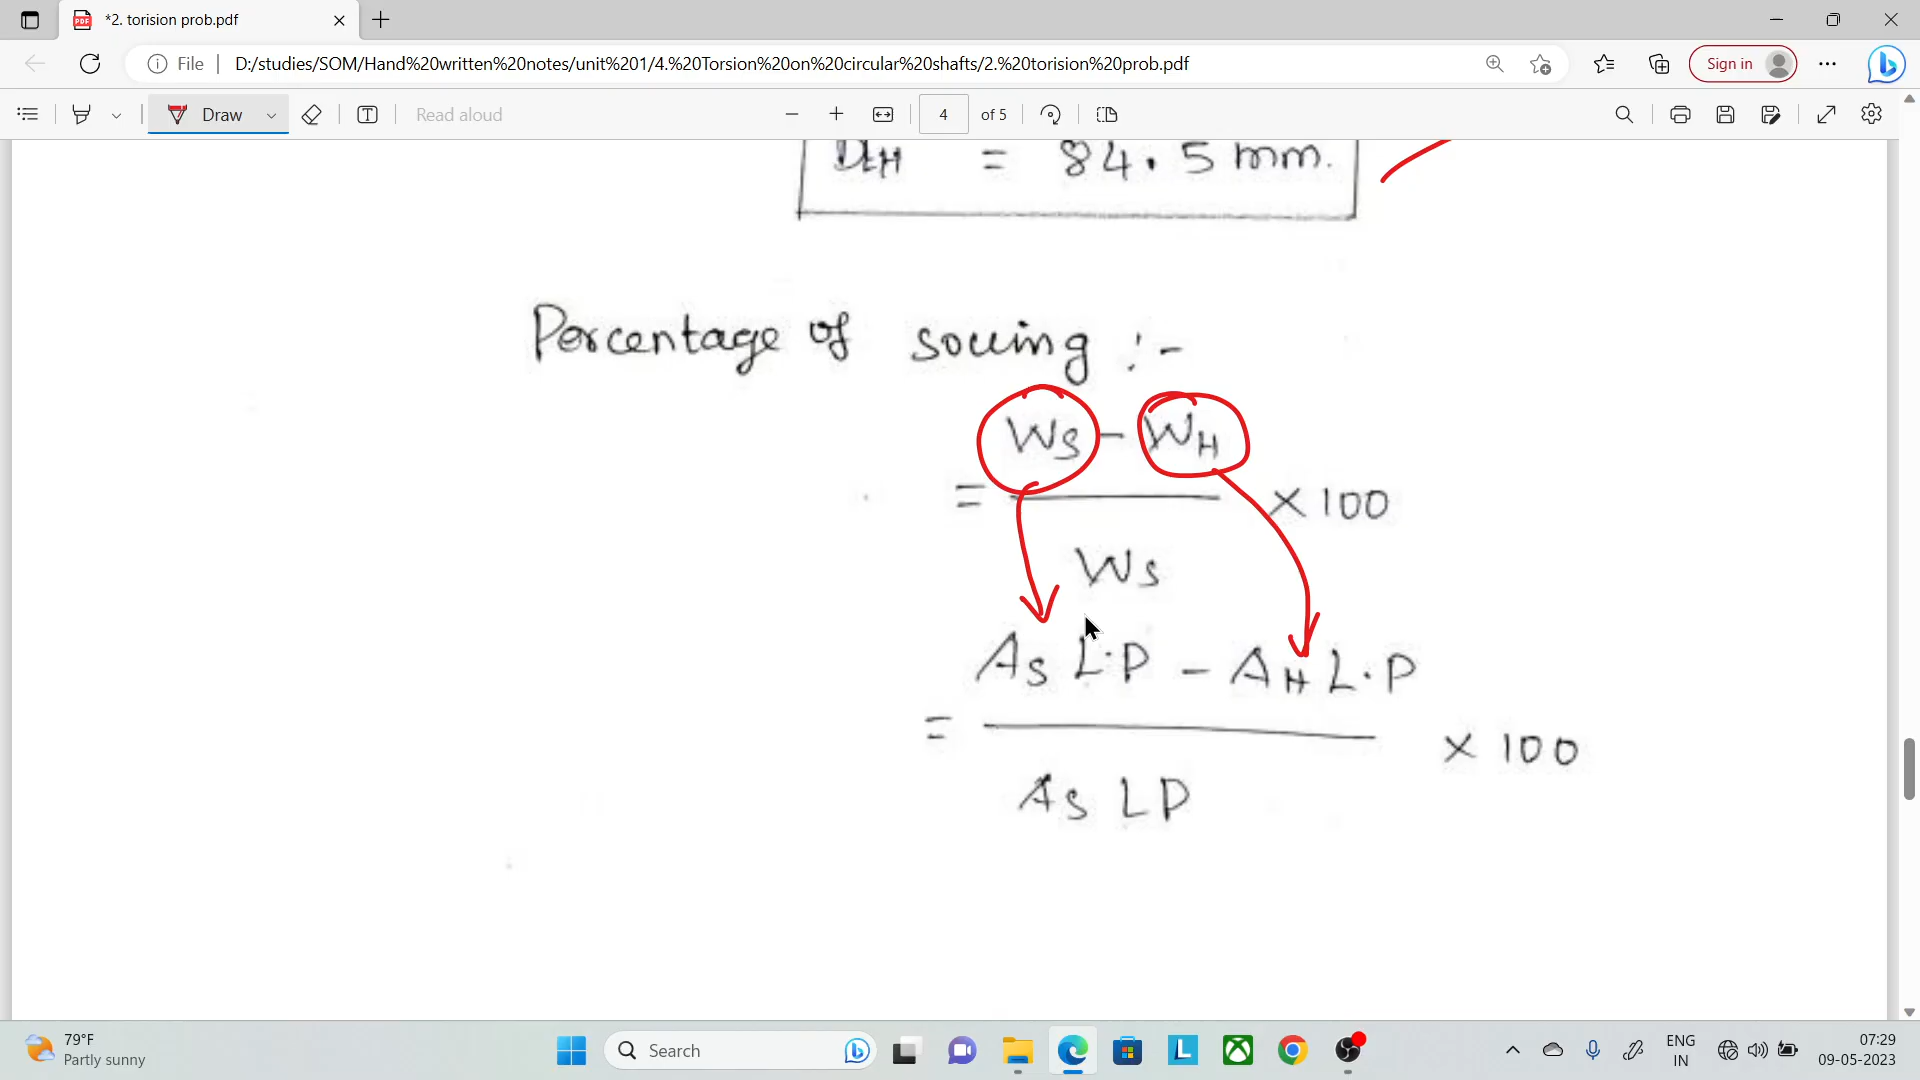 *2. torision prob.pdf
File D:/studies/SOM/Hand%20written%20notes/unit%201/4.%20Torsion%20on%20circular%20shafts/2.%20torision%20prob.pdf
Sign in
Draw
Read aloud
4 of 5
= 84.5 mm.
Percentage of souing :-
= WS - WH / WS × 100
= AS L.P - AH L.P / AS LP × 100
79°F
Partly sunny
Search
ENG
IN
07:29
09-05-2023